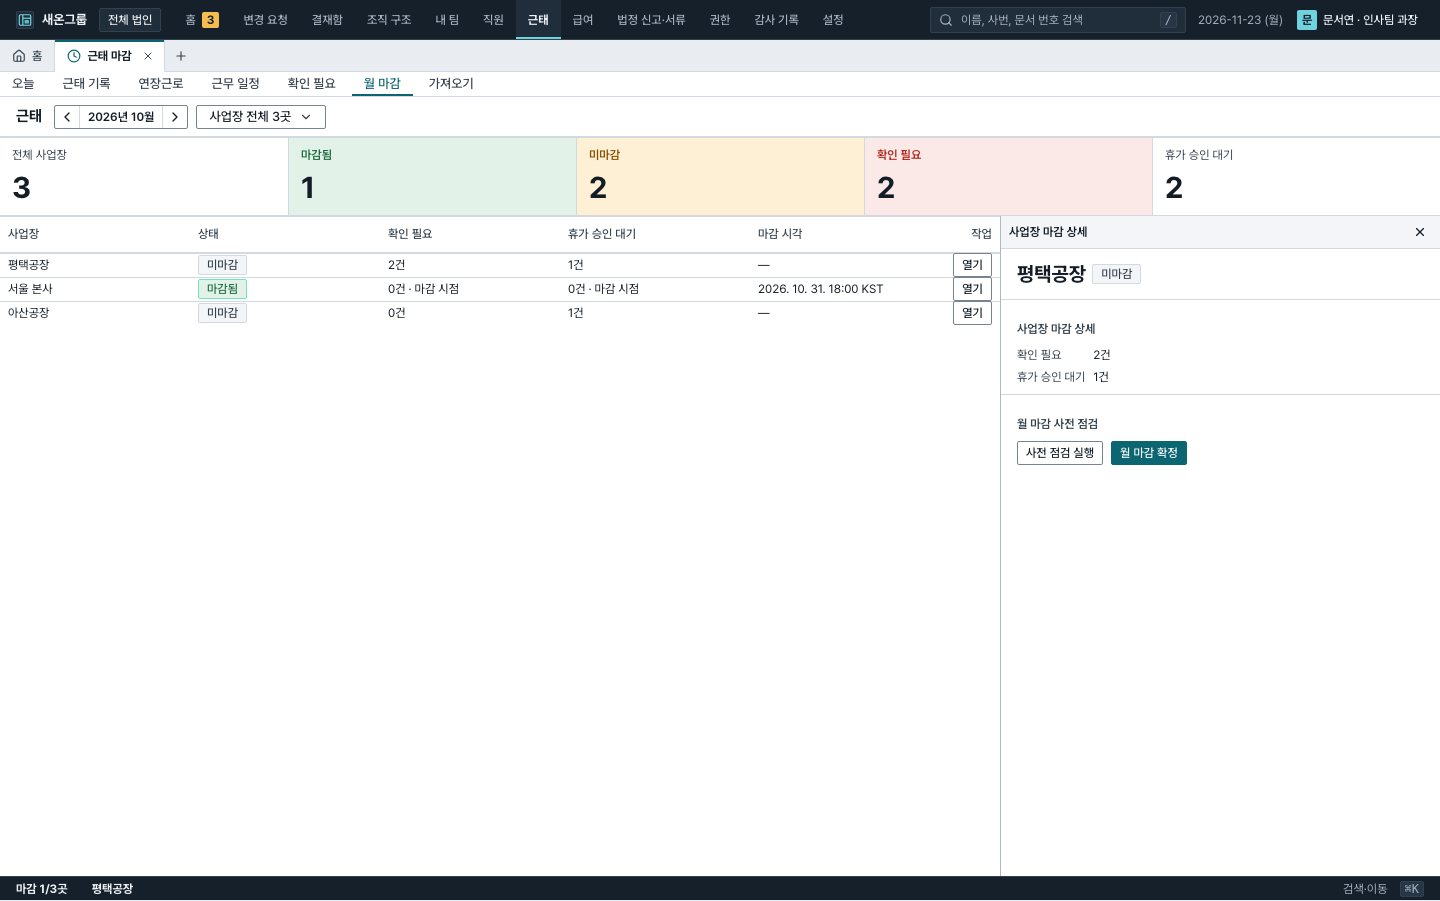 새온그룹 전체 법인 홈 3 변경 요청 결재함 조직 구조 내 팀 직원 근태 급여 법정 신고·서류 권한 감사 기록 설정 이름, 사번, 문서 번호 검색 / 2026-11-23 (월) 문 문서연 · 인사팀 과장
홈 근태 마감
오늘 근태 기록 연장근로 근무 일정 확인 필요 월 마감 가져오기
근태 2026년 10월 사업장 전체 3곳
전체 사업장 마감됨 미마감 확인 필요 휴가 승인 대기
3 1 2 2 2
사업장 상태 확인 필요 휴가 승인 대기 마감 시각 작업
평택공장 미마감 2건 1건 — 열기
서울 본사 마감됨 0건 · 마감 시점 0건 · 마감 시점 2026. 10. 31. 18:00 KST 열기
아산공장 미마감 0건 1건 — 열기
사업장 마감 상세
평택공장 미마감
사업장 마감 상세
확인 필요 2건
휴가 승인 대기 1건
월 마감 사전 점검
사전 점검 실행 월 마감 확정
마감 1/3곳 평택공장 검색·이동 ⌘K